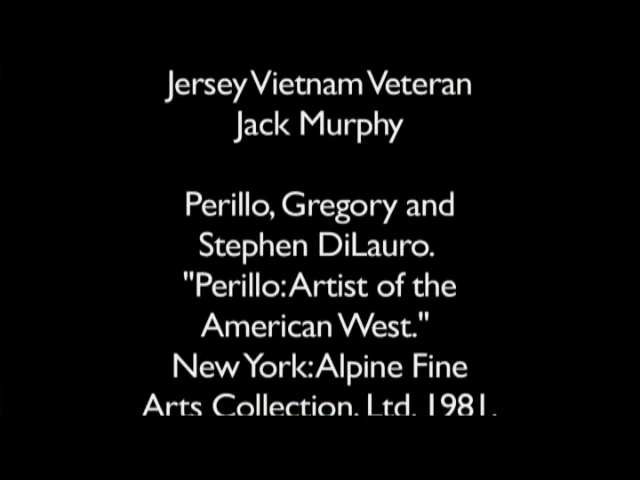 Jersey Vietnam Veteran
Jack Murphy
Perillo, Gregory and
Stephen DiLauro.
"Perillo: Artist of the
American West."
New York: Alpine Fine
Arts Collection, Ltd. 1981.